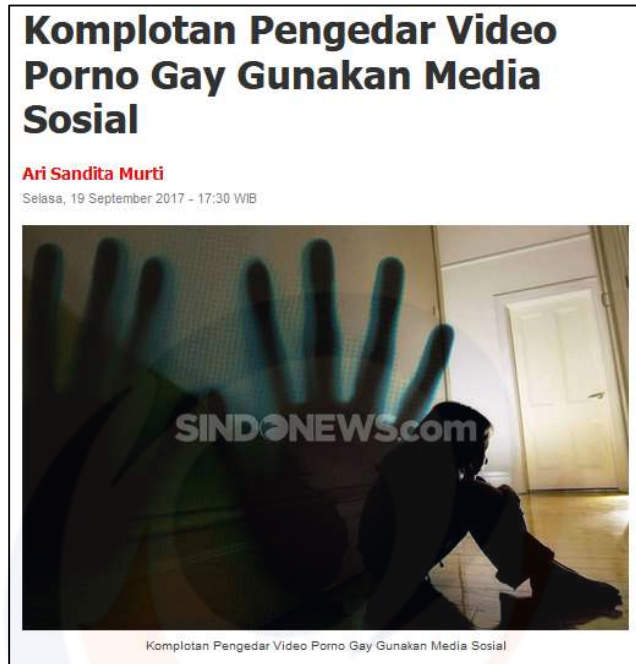 Komplotan Pengedar Video
Porno Gay Gunakan Media
Sosial
Ari Sandita Murti
Selasa, 19 September 2017 - 17:30 WIB
SINDONEWS.com
Komplotan Pengedar Video Porno Gay Gunakan Media Sosial